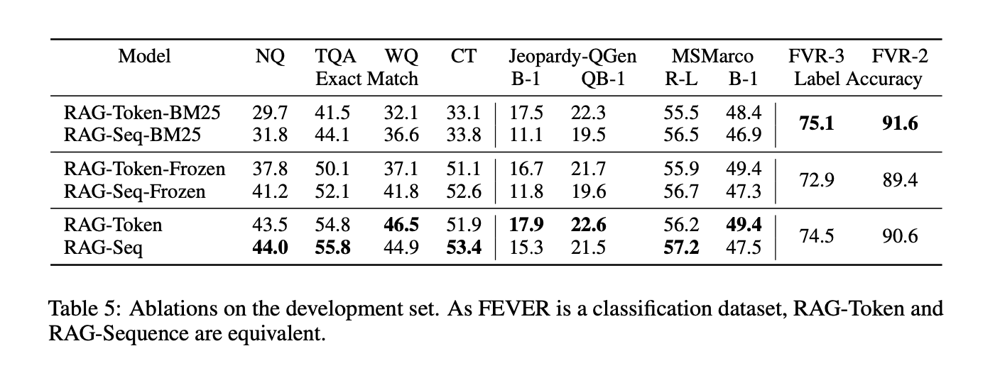 Model NQ TQA WQ CT Jeopardy-QGen MSMarco FVR-3 FVR-2
Exact Match B-1 QB-1 R-L B-1 Label Accuracy
RAG-Token-BM25 29.7 41.5 32.1 33.1 17.5 22.3 55.5 48.4
75.1 91.6
RAG-Seq-BM25 31.8 44.1 36.6 33.8 11.1 19.5 56.5 46.9
RAG-Token-Frozen 37.8 50.1 37.1 51.1 16.7 21.7 55.9 49.4
72.9 89.4
RAG-Seq-Frozen 41.2 52.1 41.8 52.6 11.8 19.6 56.7 47.3
RAG-Token 43.5 54.8 46.5 51.9 17.9 22.6 56.2 49.4
74.5 90.6
RAG-Seq 44.0 55.8 44.9 53.4 15.3 21.5 57.2 47.5
Table 5: Ablations on the development set. As FEVER is a classification dataset, RAG-Token and
RAG-Sequence are equivalent.